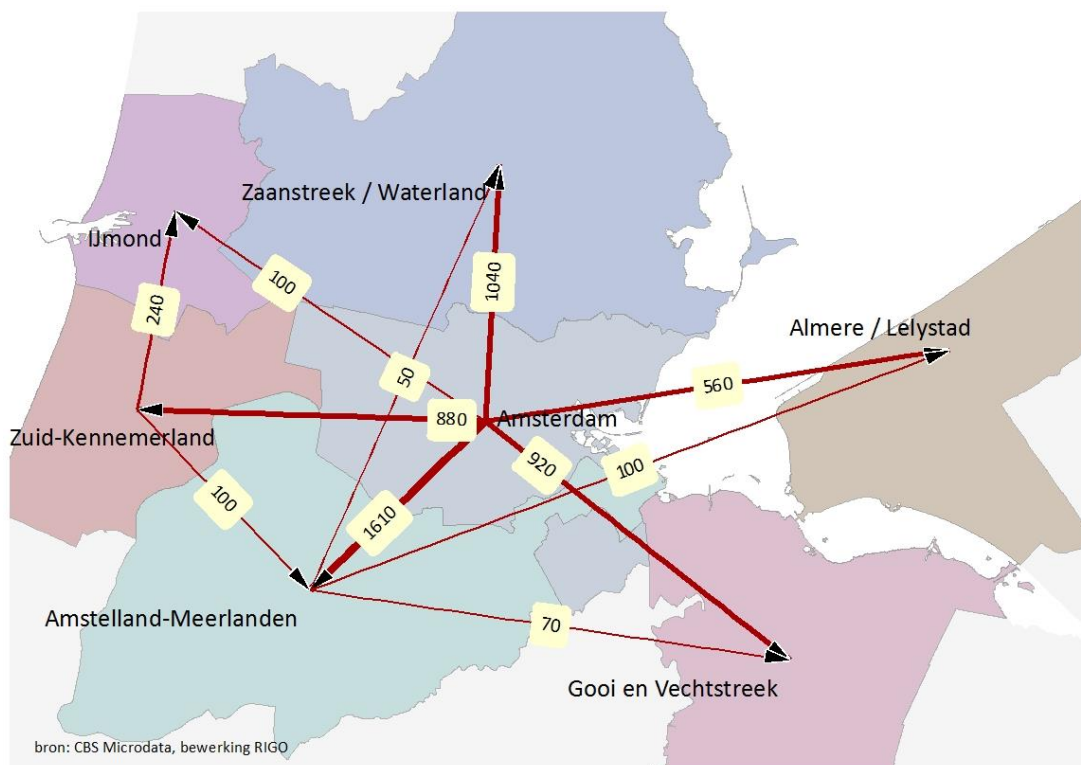 Zaanstreek / Waterland
IJmond
100
1040
240
Almere / Lelystad
50
560
880
Amsterdam
Zuid-Kennemerland
920
100
100
1610
Amstelland-Meerlanden
70
Gooi en Vechtstreek
bron: CBS Microdata, bewerking RIGO